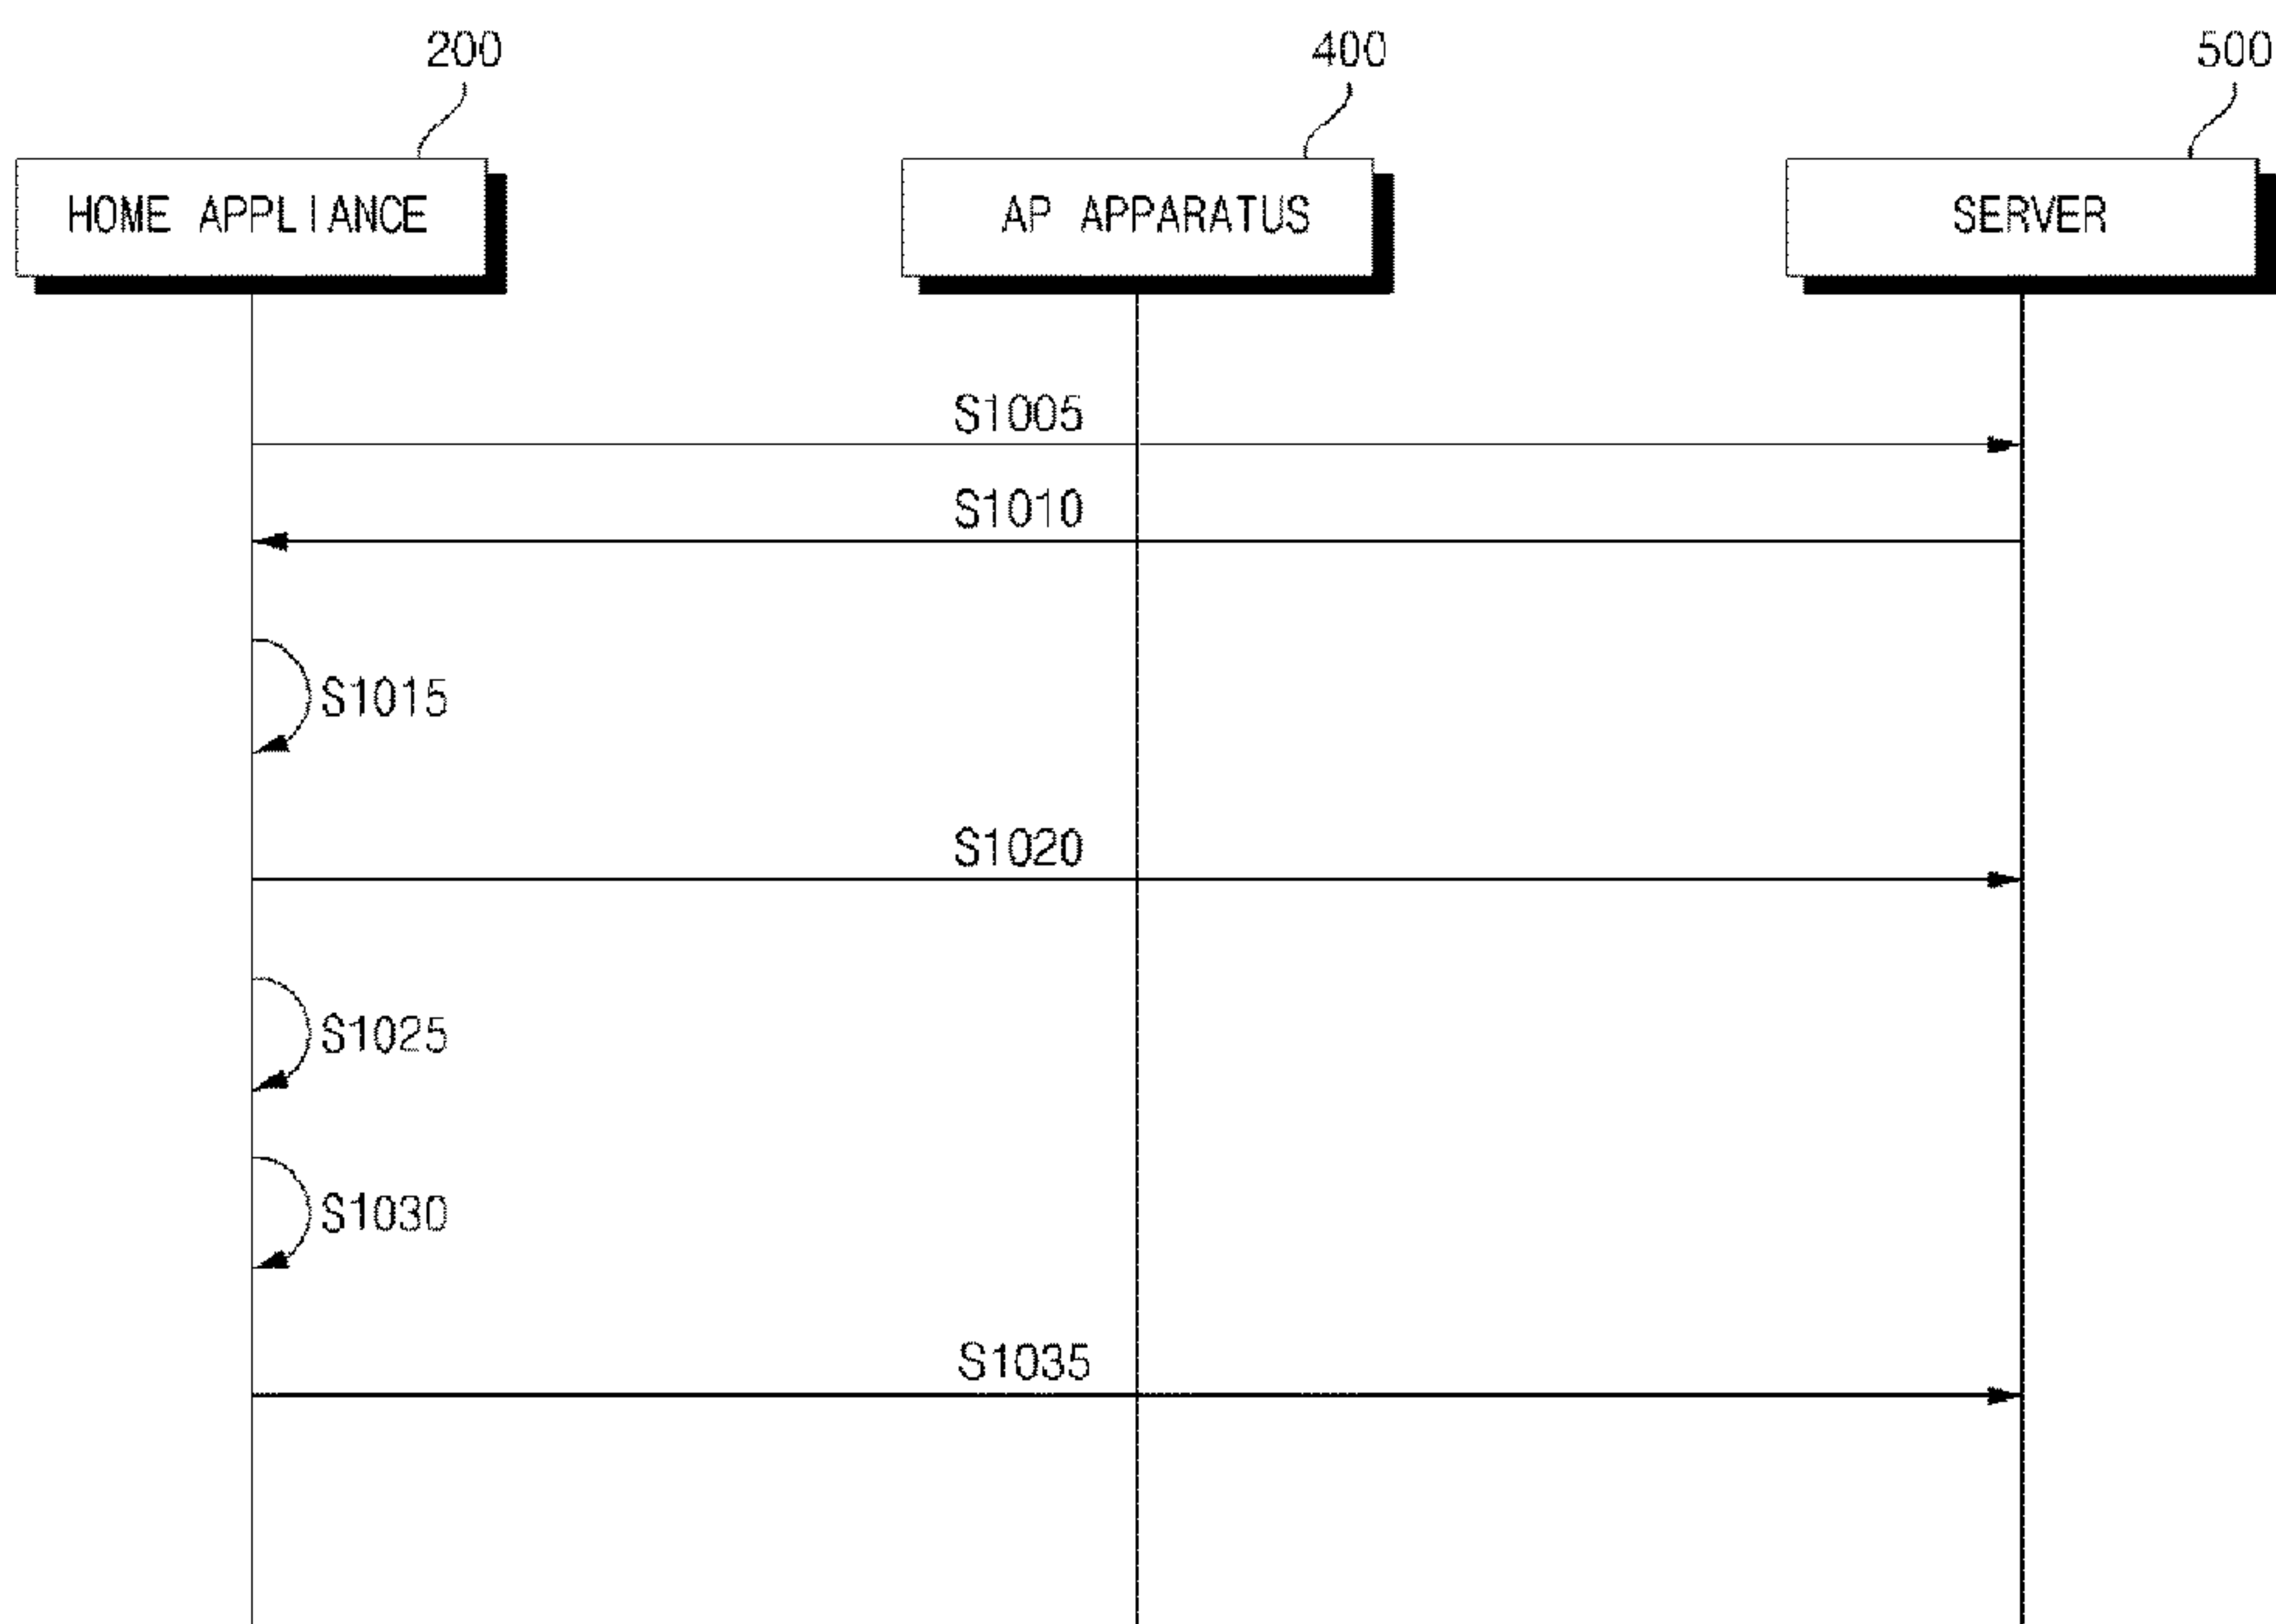 200
400
500
HOME APPLIANCE
AP APPARATUS
SERVER
S1005
S1010
S1015
S1020
S1025
S1030
S1035